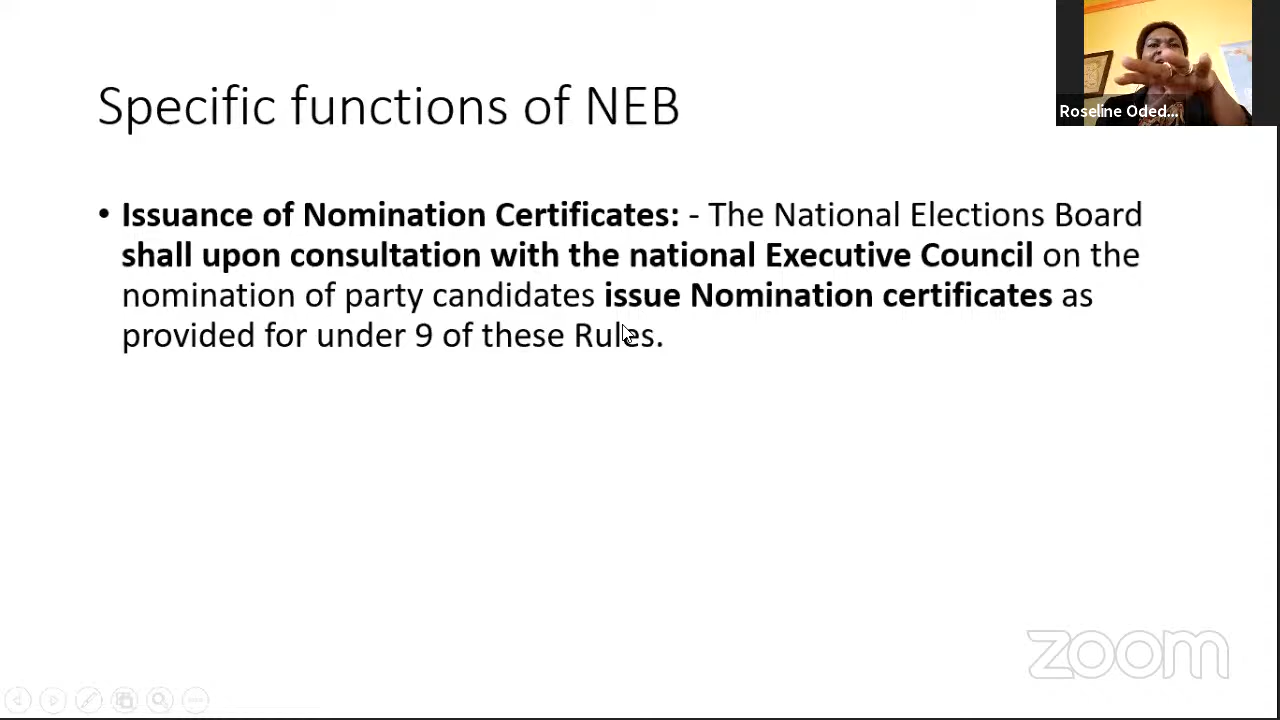 Specific functions of NEB
• Issuance of Nomination Certificates: - The National Elections Board
shall upon consultation with the national Executive Council on the
nomination of party candidates issue Nomination certificates as
provided for under 9 of these Rules.
Roseline Oded...
zoom